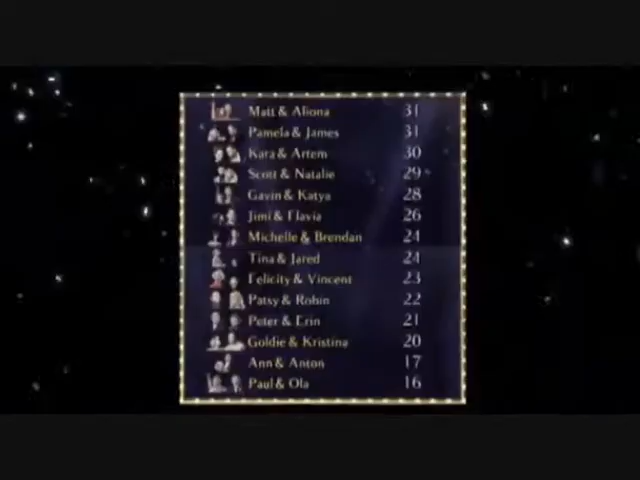 Matt & Aliona 31
Pamela & James 31
Kara & Artem 30
Scott & Natalie 29
Gavin & Katya 28
Jimi & Flavia 26
Michelle & Brendan 24
Tina & Jared 24
Felicity & Vincent 23
Patsy & Robin 22
Peter & Erin 21
Goldie & Kristina 20
Ann & Anton 17
Paul & Ola 16